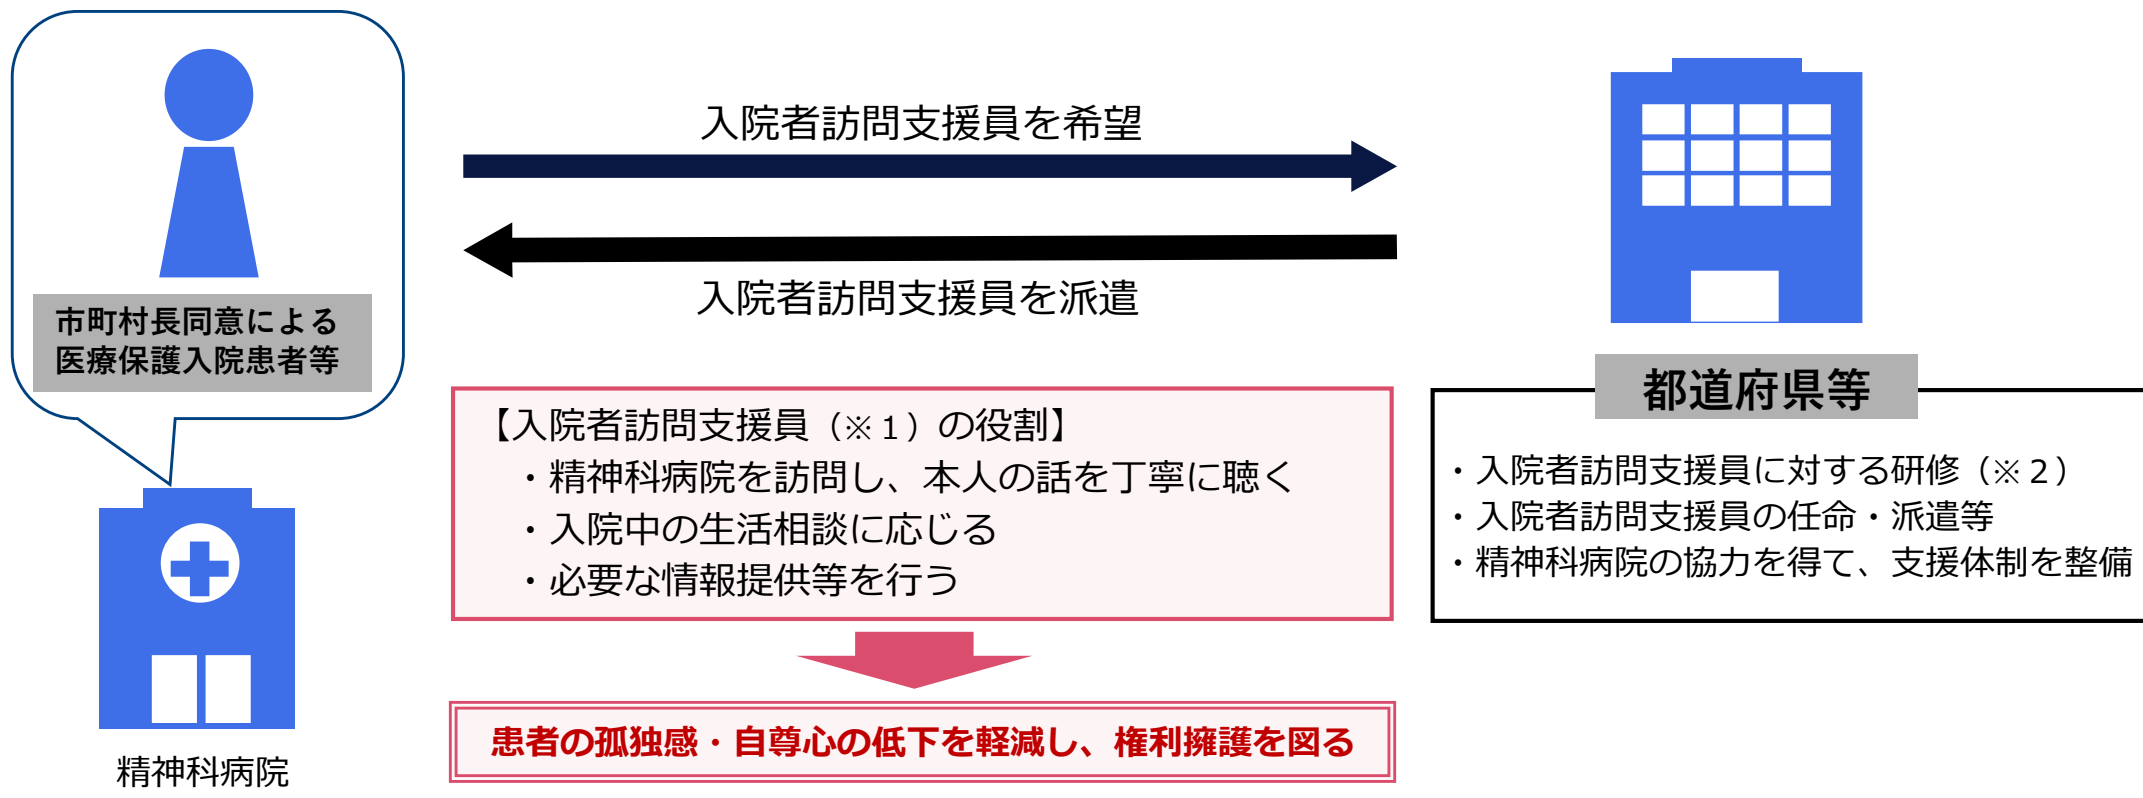 入院者訪問支援員を希望
入院者訪問支援員を派遣
市町村長同意による
医療保護入院患者等
精神科病院
【入院者訪問支援員（※１）の役割】
・精神科病院を訪問し、本人の話を丁寧に聴く
・入院中の生活相談に応じる
・必要な情報提供等を行う
患者の孤独感・自尊心の低下を軽減し、権利擁護を図る
都道府県等
・入院者訪問支援員に対する研修（※２）
・入院者訪問支援員の任命・派遣等
・精神科病院の協力を得て、支援体制を整備